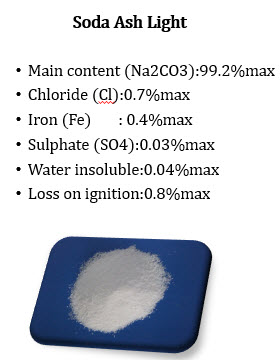 Soda Ash Light
• Main content (Na2CO3):99.2%max
• Chloride (Cl):0.7%max
• Iron (Fe) : 0.4%max
• Sulphate (SO4):0.03%max
• Water insoluble:0.04%max
• Loss on ignition:0.8%max